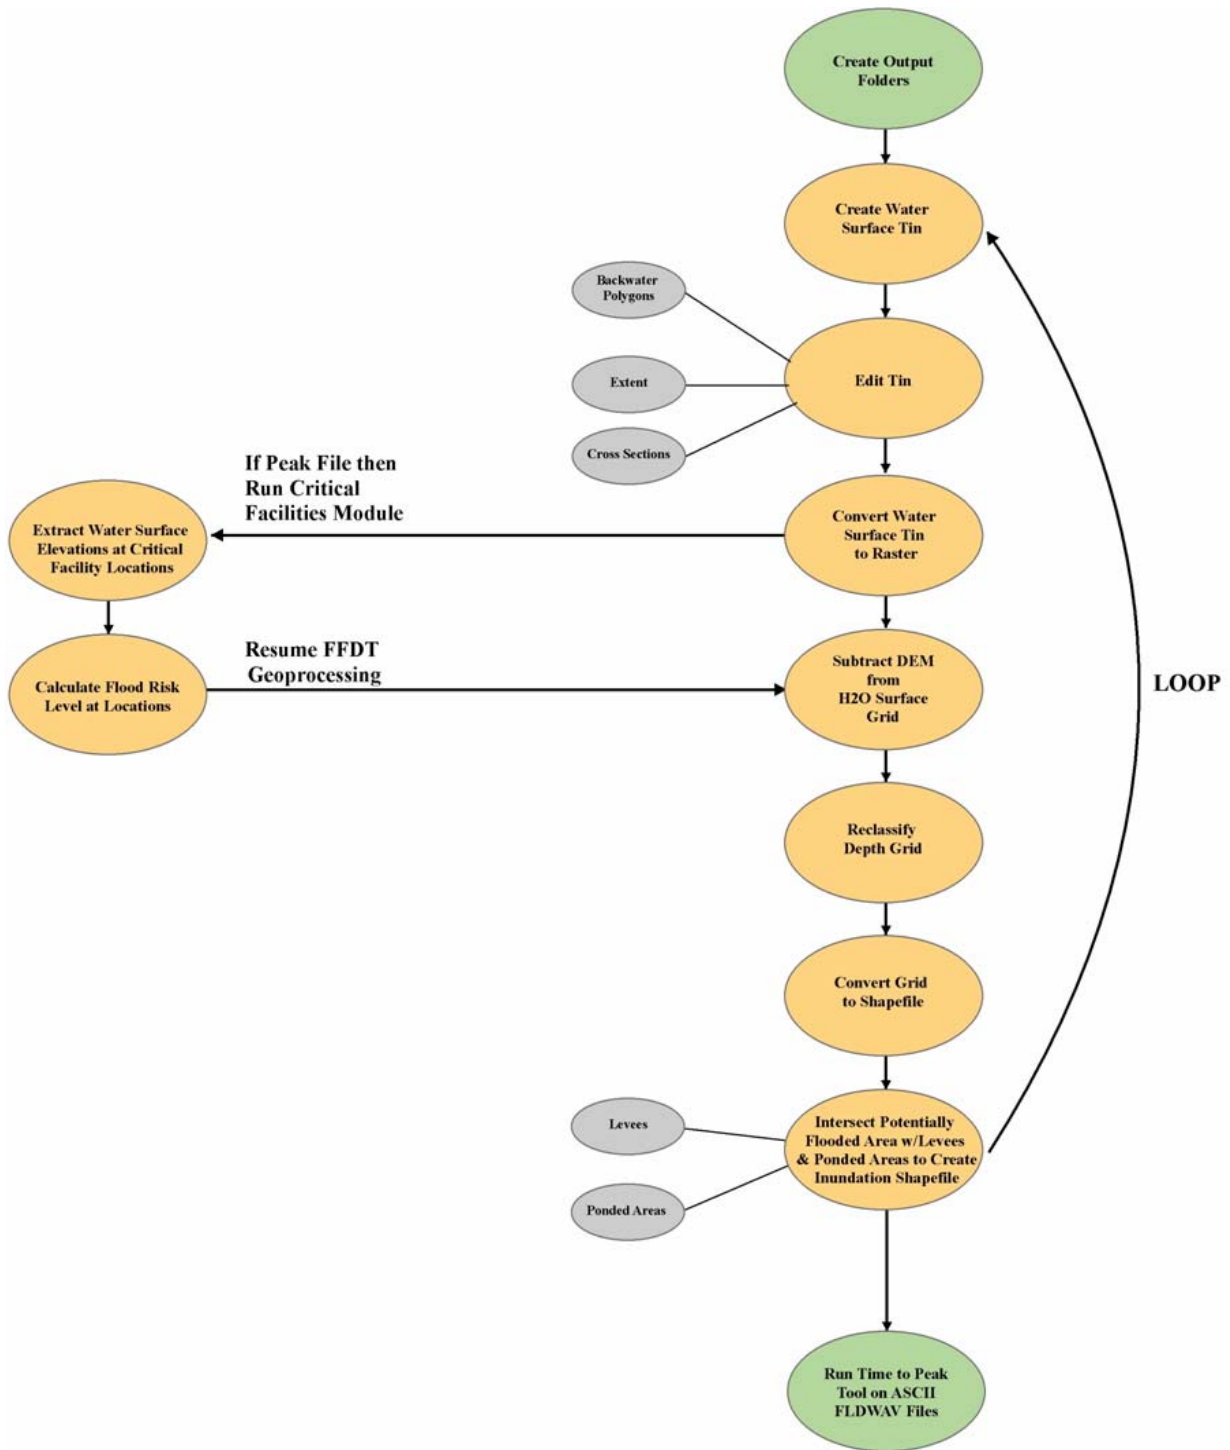 Create Output
Folders
Create Water
Surface Tin
Backwater
Polygons
Extent
Edit Tin
Cross Sections
If Peak File then
Run Critical
Facilities Module
Extract Water Surface
Elevations at Critical
Facility Locations
Convert Water
Surface Tin
to Raster
Resume FFDT
Geoprocessing
Calculate Flood Risk
Level at Locations
Subtract DEM
from
H2O Surface
Grid
LOOP
Reclassify
Depth Grid
Convert Grid
to Shapefile
Levees
Intersect Potentially
Flooded Area w/Levees
& Ponded Areas to Create
Inundation Shapefile
Ponded Areas
Run Time to Peak
Tool on ASCII
FLDWAV Files